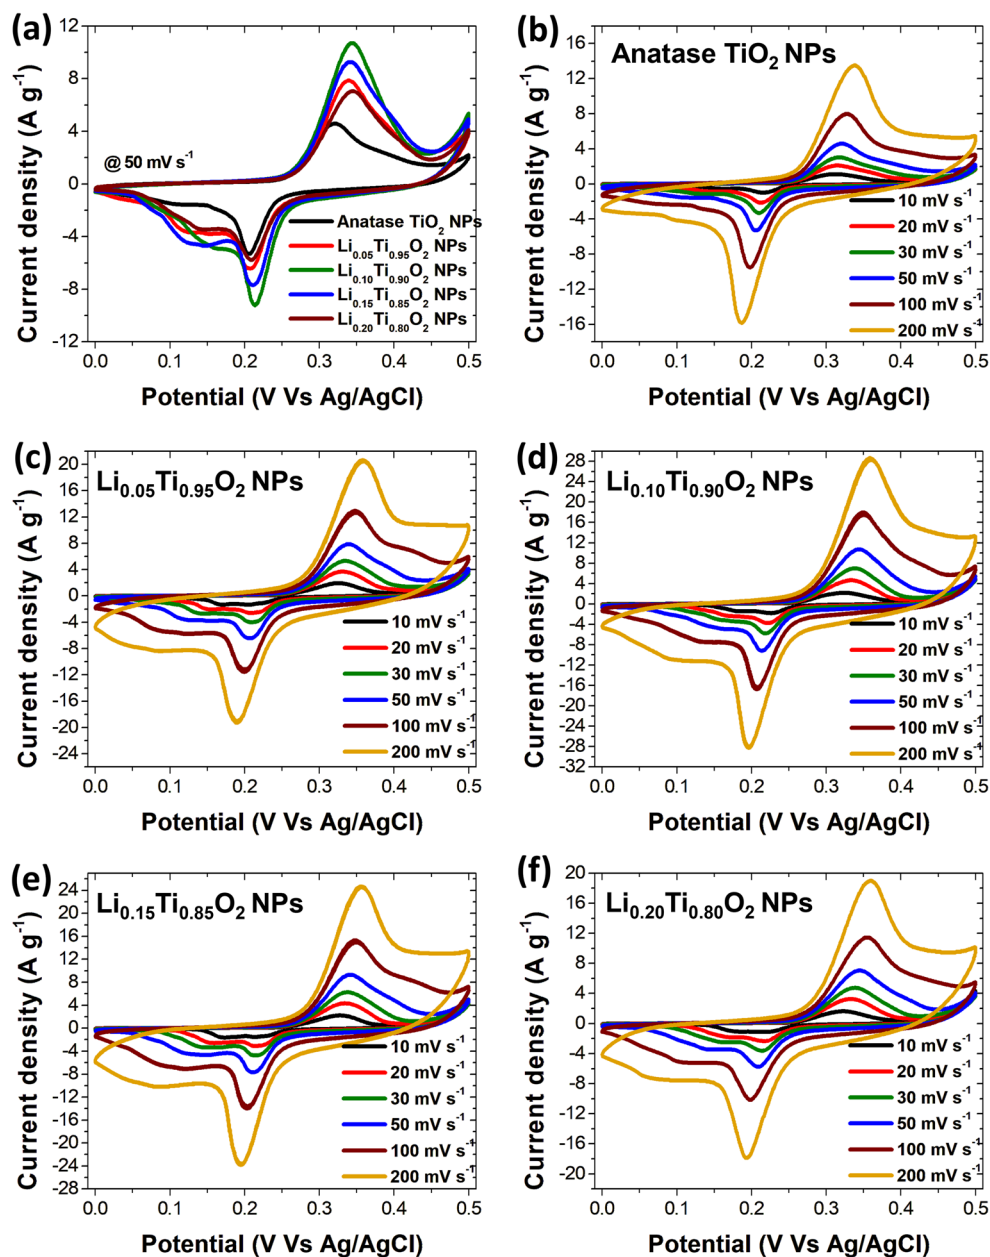 (a)
Current density (A g⁻¹)
12
8
4
0
-4
-8
-12
@ 50 mV s⁻¹
Anatase TiO₂ NPs
Li₀.₀₅Ti₀.₉₅O₂ NPs
Li₀.₁₀Ti₀.₉₀O₂ NPs
Li₀.₁₅Ti₀.₈₅O₂ NPs
Li₀.₂₀Ti₀.₈₀O₂ NPs
0.0 0.1 0.2 0.3 0.4 0.5
Potential (V Vs Ag/AgCl)
(b)
Anatase TiO₂ NPs
Current density (A g⁻¹)
16
12
8
4
0
-4
-8
-12
-16
10 mV s⁻¹
20 mV s⁻¹
30 mV s⁻¹
50 mV s⁻¹
100 mV s⁻¹
200 mV s⁻¹
0.0 0.1 0.2 0.3 0.4 0.5
Potential (V Vs Ag/AgCl)
(c)
Li₀.₀₅Ti₀.₉₅O₂ NPs
Current density (A g⁻¹)
20
16
12
8
4
0
-4
-8
-12
-16
-20
-24
10 mV s⁻¹
20 mV s⁻¹
30 mV s⁻¹
50 mV s⁻¹
100 mV s⁻¹
200 mV s⁻¹
0.0 0.1 0.2 0.3 0.4 0.5
Potential (V Vs Ag/AgCl)
(d)
Li₀.₁₀Ti₀.₉₀O₂ NPs
Current density (A g⁻¹)
28
24
20
16
12
8
4
0
-4
-8
-12
-16
-20
-24
-28
-32
10 mV s⁻¹
20 mV s⁻¹
30 mV s⁻¹
50 mV s⁻¹
100 mV s⁻¹
200 mV s⁻¹
0.0 0.1 0.2 0.3 0.4 0.5
Potential (V Vs Ag/AgCl)
(e)
Li₀.₁₅Ti₀.₈₅O₂ NPs
Current density (A g⁻¹)
24
20
16
12
8
4
0
-4
-8
-12
-16
-20
-24
-28
10 mV s⁻¹
20 mV s⁻¹
30 mV s⁻¹
50 mV s⁻¹
100 mV s⁻¹
200 mV s⁻¹
0.0 0.1 0.2 0.3 0.4 0.5
Potential (V Vs Ag/AgCl)
(f)
Li₀.₂₀Ti₀.₈₀O₂ NPs
Current density (A g⁻¹)
20
16
12
8
4
0
-4
-8
-12
-16
-20
10 mV s⁻¹
20 mV s⁻¹
30 mV s⁻¹
50 mV s⁻¹
100 mV s⁻¹
200 mV s⁻¹
0.0 0.1 0.2 0.3 0.4 0.5
Potential (V Vs Ag/AgCl)